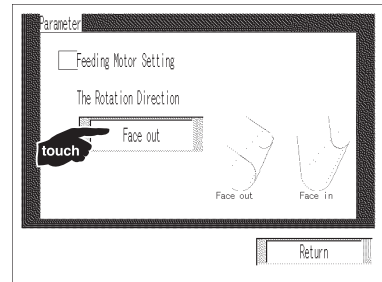 Parameter
Feeding Motor Setting
The Rotation Direction
Face out
touch
Face out Face in
Return